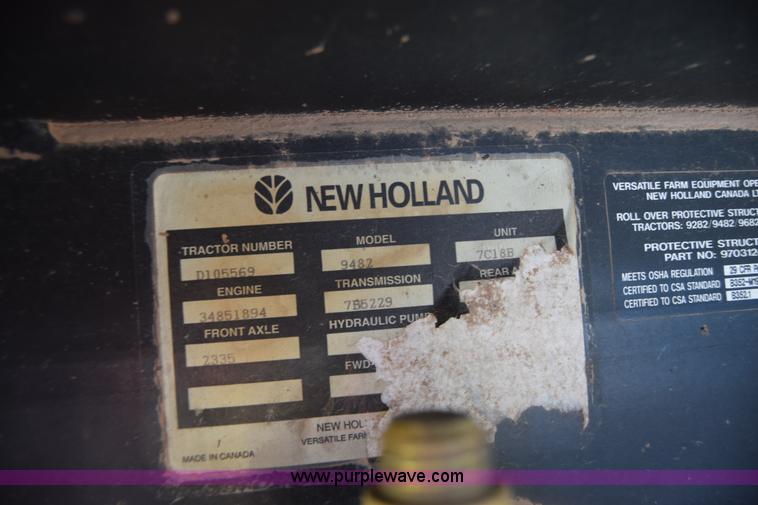 NEW HOLLAND
TRACTOR NUMBER MODEL UNIT
D105569 9482 7C18B
ENGINE TRANSMISSION REAR A
34851894 7B5229
FRONT AXLE HYDRAULIC PUMP
2335
FWD
NEW HOL
VERSATILE FAR
MADE IN CANADA
VERSATILE FARM EQUIPMENT OPE
NEW HOLLAND CANADA LT
ROLL OVER PROTECTIVE STRUCT
TRACTORS: 9282/9482/9682
PROTECTIVE STRUCT
PART NO. 970312
MEETS OSHA REGULATION 29 CFR
CERTIFIED TO CSA STANDARD
CERTIFIED TO CSA STANDARD B352.1
www.purplewave.com